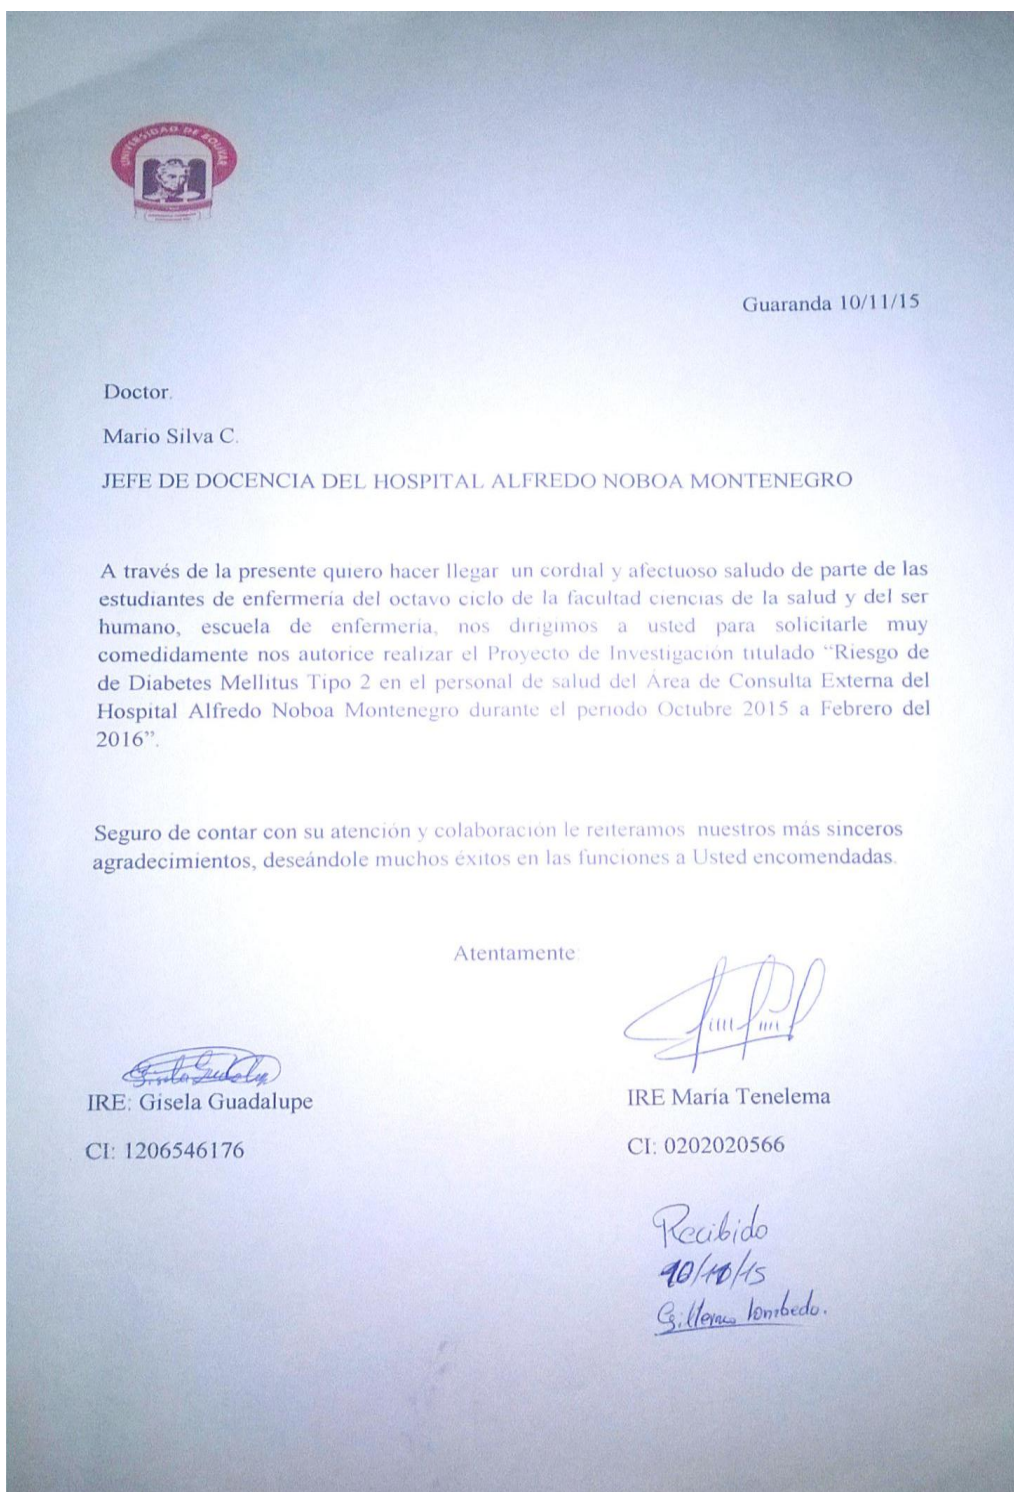 UNIVERSIDAD DE BOLIVAR
Guaranda 10/11/15
Doctor.
Mario Silva C.
JEFE DE DOCENCIA DEL HOSPITAL ALFREDO NOBOA MONTENEGRO
A través de la presente quiero hacer llegar un cordial y afectuoso saludo de parte de las
estudiantes de enfermería del octavo ciclo de la facultad ciencias de la salud y del ser
humano, escuela de enfermería, nos dirigimos a usted para solicitarle muy
comedidamente nos autorice realizar el Proyecto de Investigación titulado “Riesgo de
de Diabetes Mellitus Tipo 2 en el personal de salud del Área de Consulta Externa del
Hospital Alfredo Noboa Montenegro durante el periodo Octubre 2015 a Febrero del
2016”.
Seguro de contar con su atención y colaboración le reiteramos nuestros más sinceros
agradecimientos, deseándole muchos éxitos en las funciones a Usted encomendadas.
Atentamente:
IRE: Gisela Guadalupe
IRE María Tenelema
CI: 1206546176
CI: 0202020566
Recibido